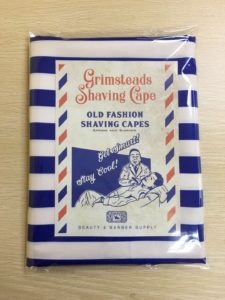 Grimsteads
Shaving Cape
OLD FASHION
SHAVING CAPES
Get Smart!
Stay Cool!
BEAUTY & BARBER SUPPLY